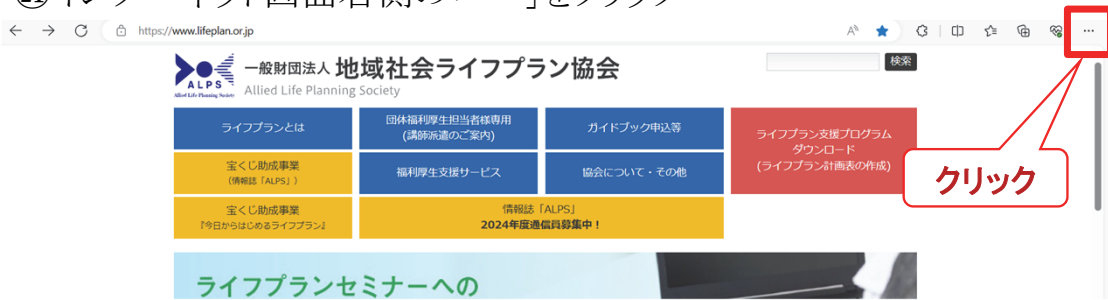 https://www.lifeplan.or.jp
ALPS
Allied Life Planning Society
一般財団法人 地域社会ライフプラン協会
Allied Life Planning Society
検索
ライフプランとは
団体福利厚生担当者様専用
(講師派遣のご案内)
ガイドブック申込等
ライフプラン支援プログラム
ダウンロード
(ライフプラン計画表の作成)
宝くじ助成事業
(情報誌「ALPS」)
福利厚生支援サービス
協会について・その他
クリック
宝くじ助成事業
『今日からはじめるライフプラン』
情報誌「ALPS」
2024年度通信員募集中！
ライフプランセミナーへの